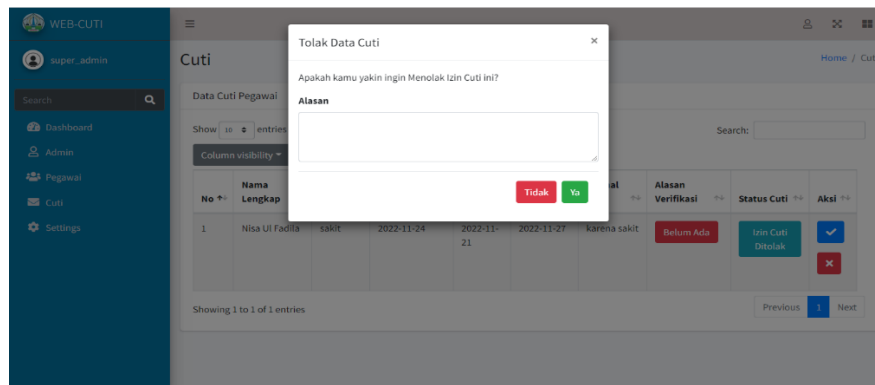 WEB-CUTI
super_admin
Search
Dashboard
Admin
Pegawai
Cuti
Settings
Cuti
Home / Cut
Data Cuti Pegawai
Show 10 entries
Search:
Column visibility
Tolak Data Cuti ×
Apakah kamu yakin ingin Menolak Izin Cuti ini?
Alasan
Tidak Ya
No Nama Lengkap al Alasan Verifikasi Status Cuti Aksi
1 Nisa Ul Fadila sakit 2022-11-24 2022-11-21 2022-11-27 karena sakit Belum Ada Izin Cuti Ditolak
Showing 1 to 1 of 1 entries
Previous 1 Next